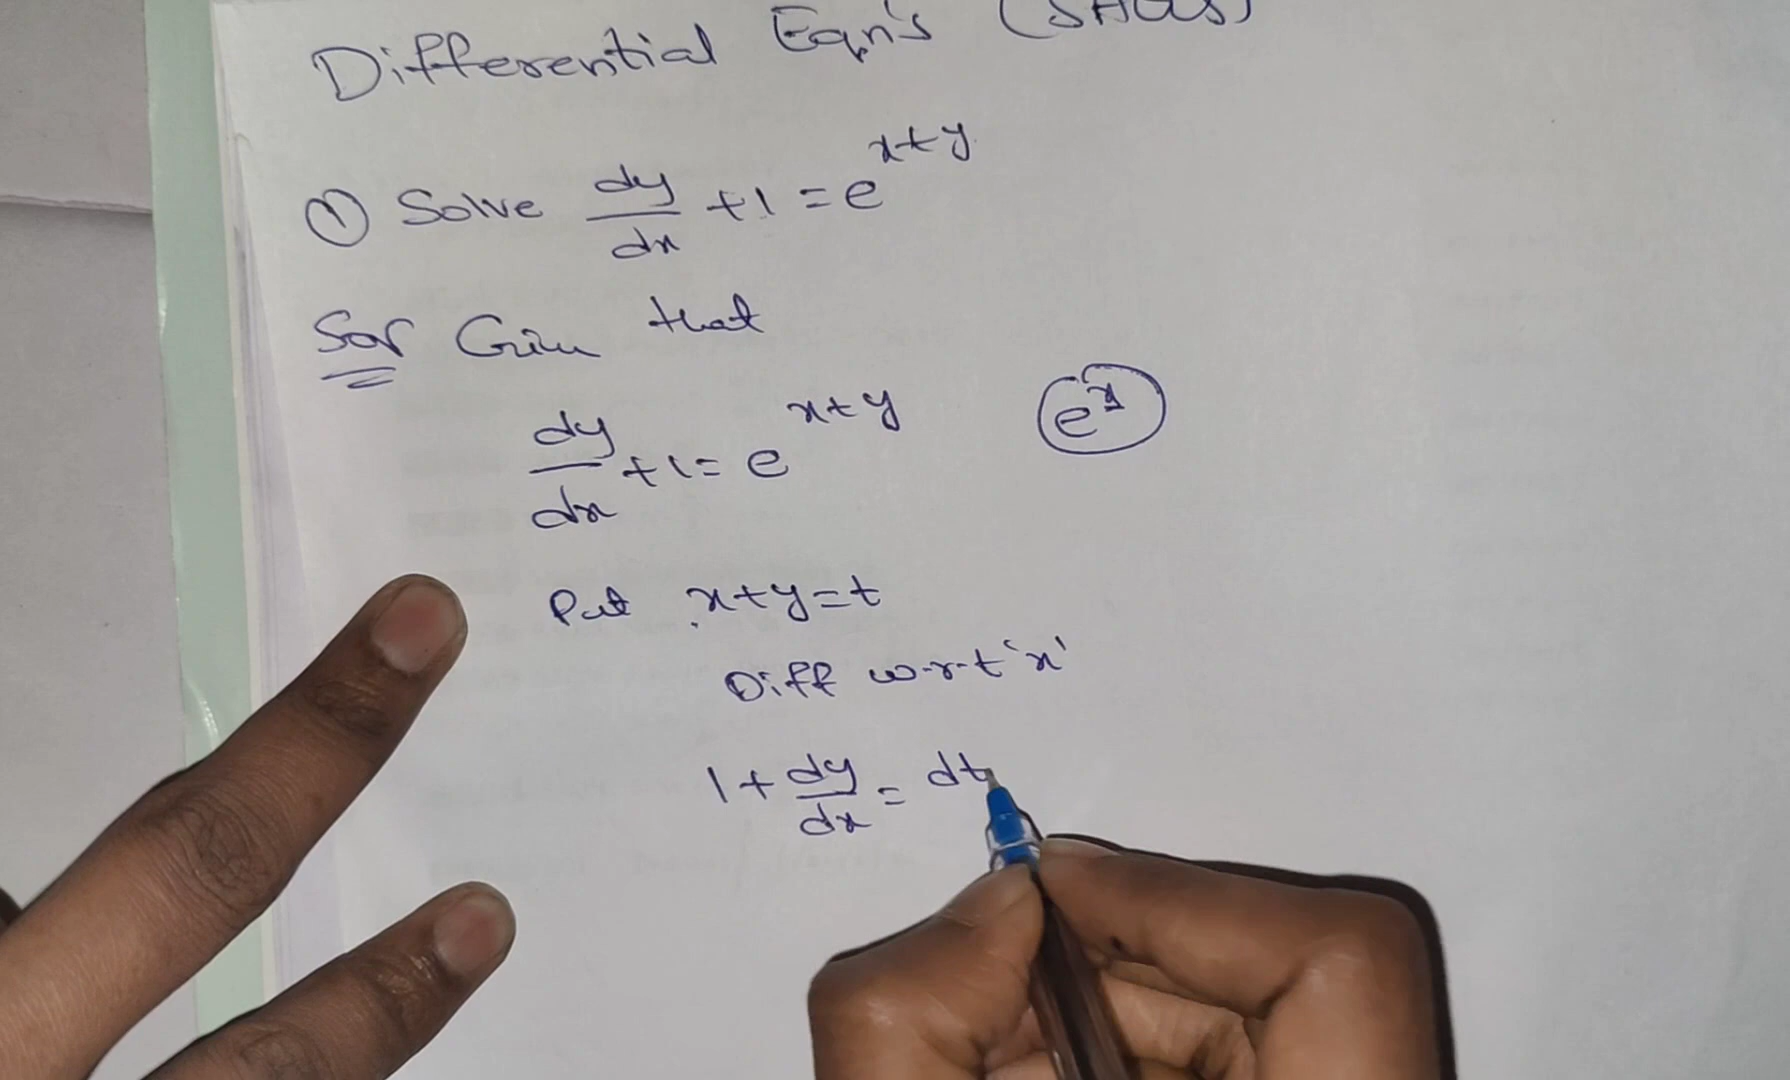 Differential Eqn's (SAQ's)
① Solve dy/dx +1 = e^x+y
Sol Given that
dy/dx +1 = e^x+y
e^x
Put x+y=t
Diff w.r.t 'x'
1+ dy/dx = dt